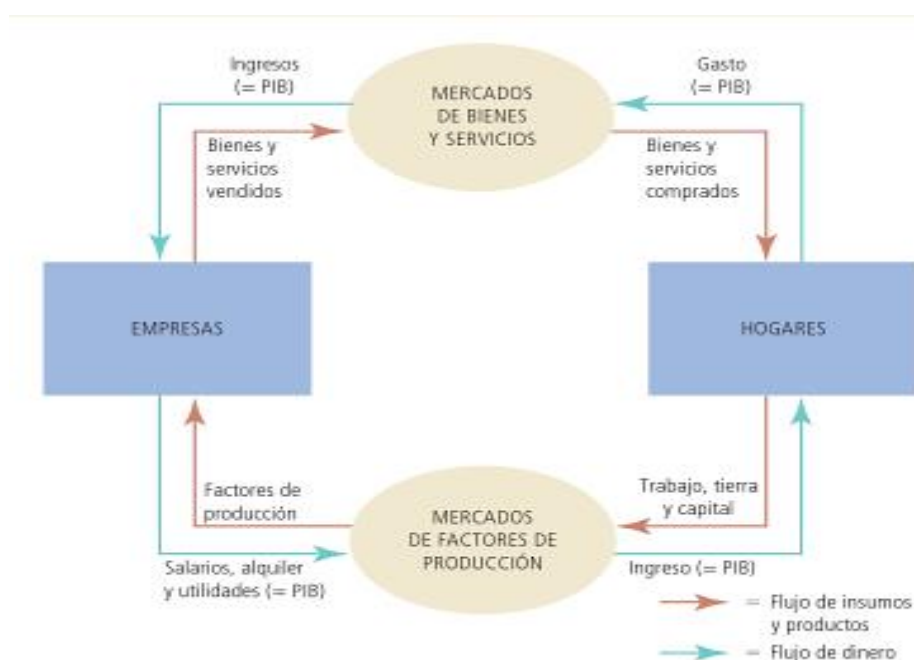 Ingresos
(= PIB)
MERCADOS
DE BIENES
Y SERVICIOS
Gasto
(= PIB)
Bienes y
servicios
vendidos
Bienes y
servicios
comprados
EMPRESAS
HOGARES
Factores de
producción
MERCADOS
DE FACTORES DE
PRODUCCIÓN
Trabajo, tierra
y capital
Salarios, alquiler
y utilidades (= PIB)
Ingreso (= PIB)
= Flujo de insumos
y productos
= Flujo de dinero